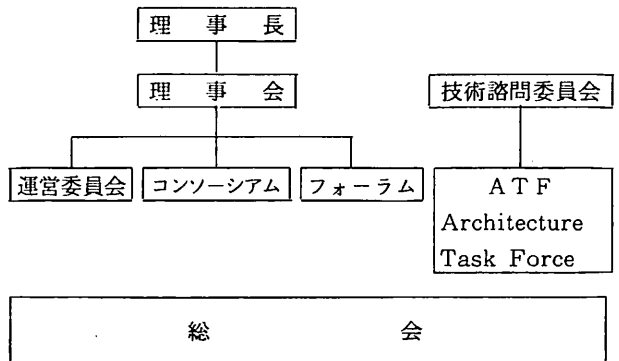 理事長
理事会
技術諮問委員会
運営委員会
コンソーシアム
フォーラム
ATF
Architecture
Task Force
総会